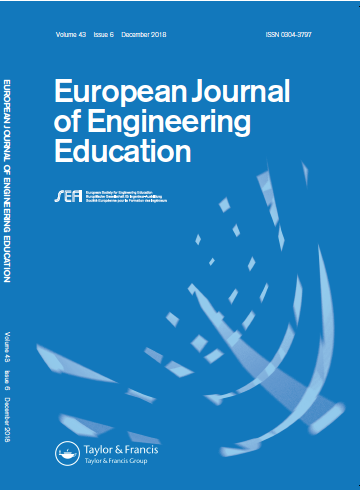 Volume 43 Issue 6 December 2018 ISSN 0304-3797
European Journal
of Engineering
Education
SEFI
European Society for Engineering Education
Europäische Gesellschaft für Ingenieur-Ausbildung
Société Européenne pour la Formation des Ingénieurs
EUROPEAN JOURNAL OF ENGINEERING EDUCATION
Volume 43 Issue 6 December 2018
Taylor & Francis
Taylor & Francis Group